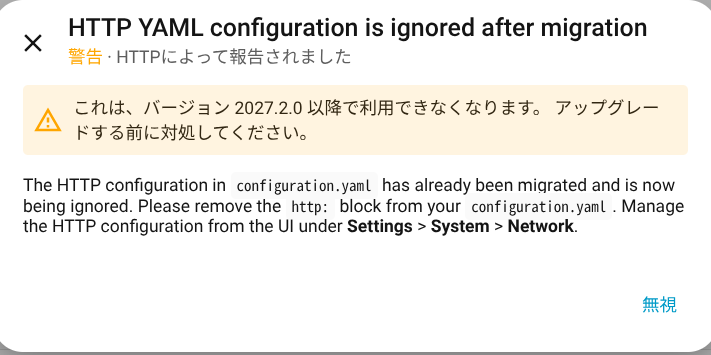 HTTP YAML configuration is ignored after migration
警告 · HTTPによって報告されました
これは、バージョン 2027.2.0 以降で利用できなくなります。 アップグレー
ドする前に対処してください。
The HTTP configuration in configuration.yaml has already been migrated and is now
being ignored. Please remove the http: block from your configuration.yaml. Manage
the HTTP configuration from the UI under Settings > System > Network.
無視